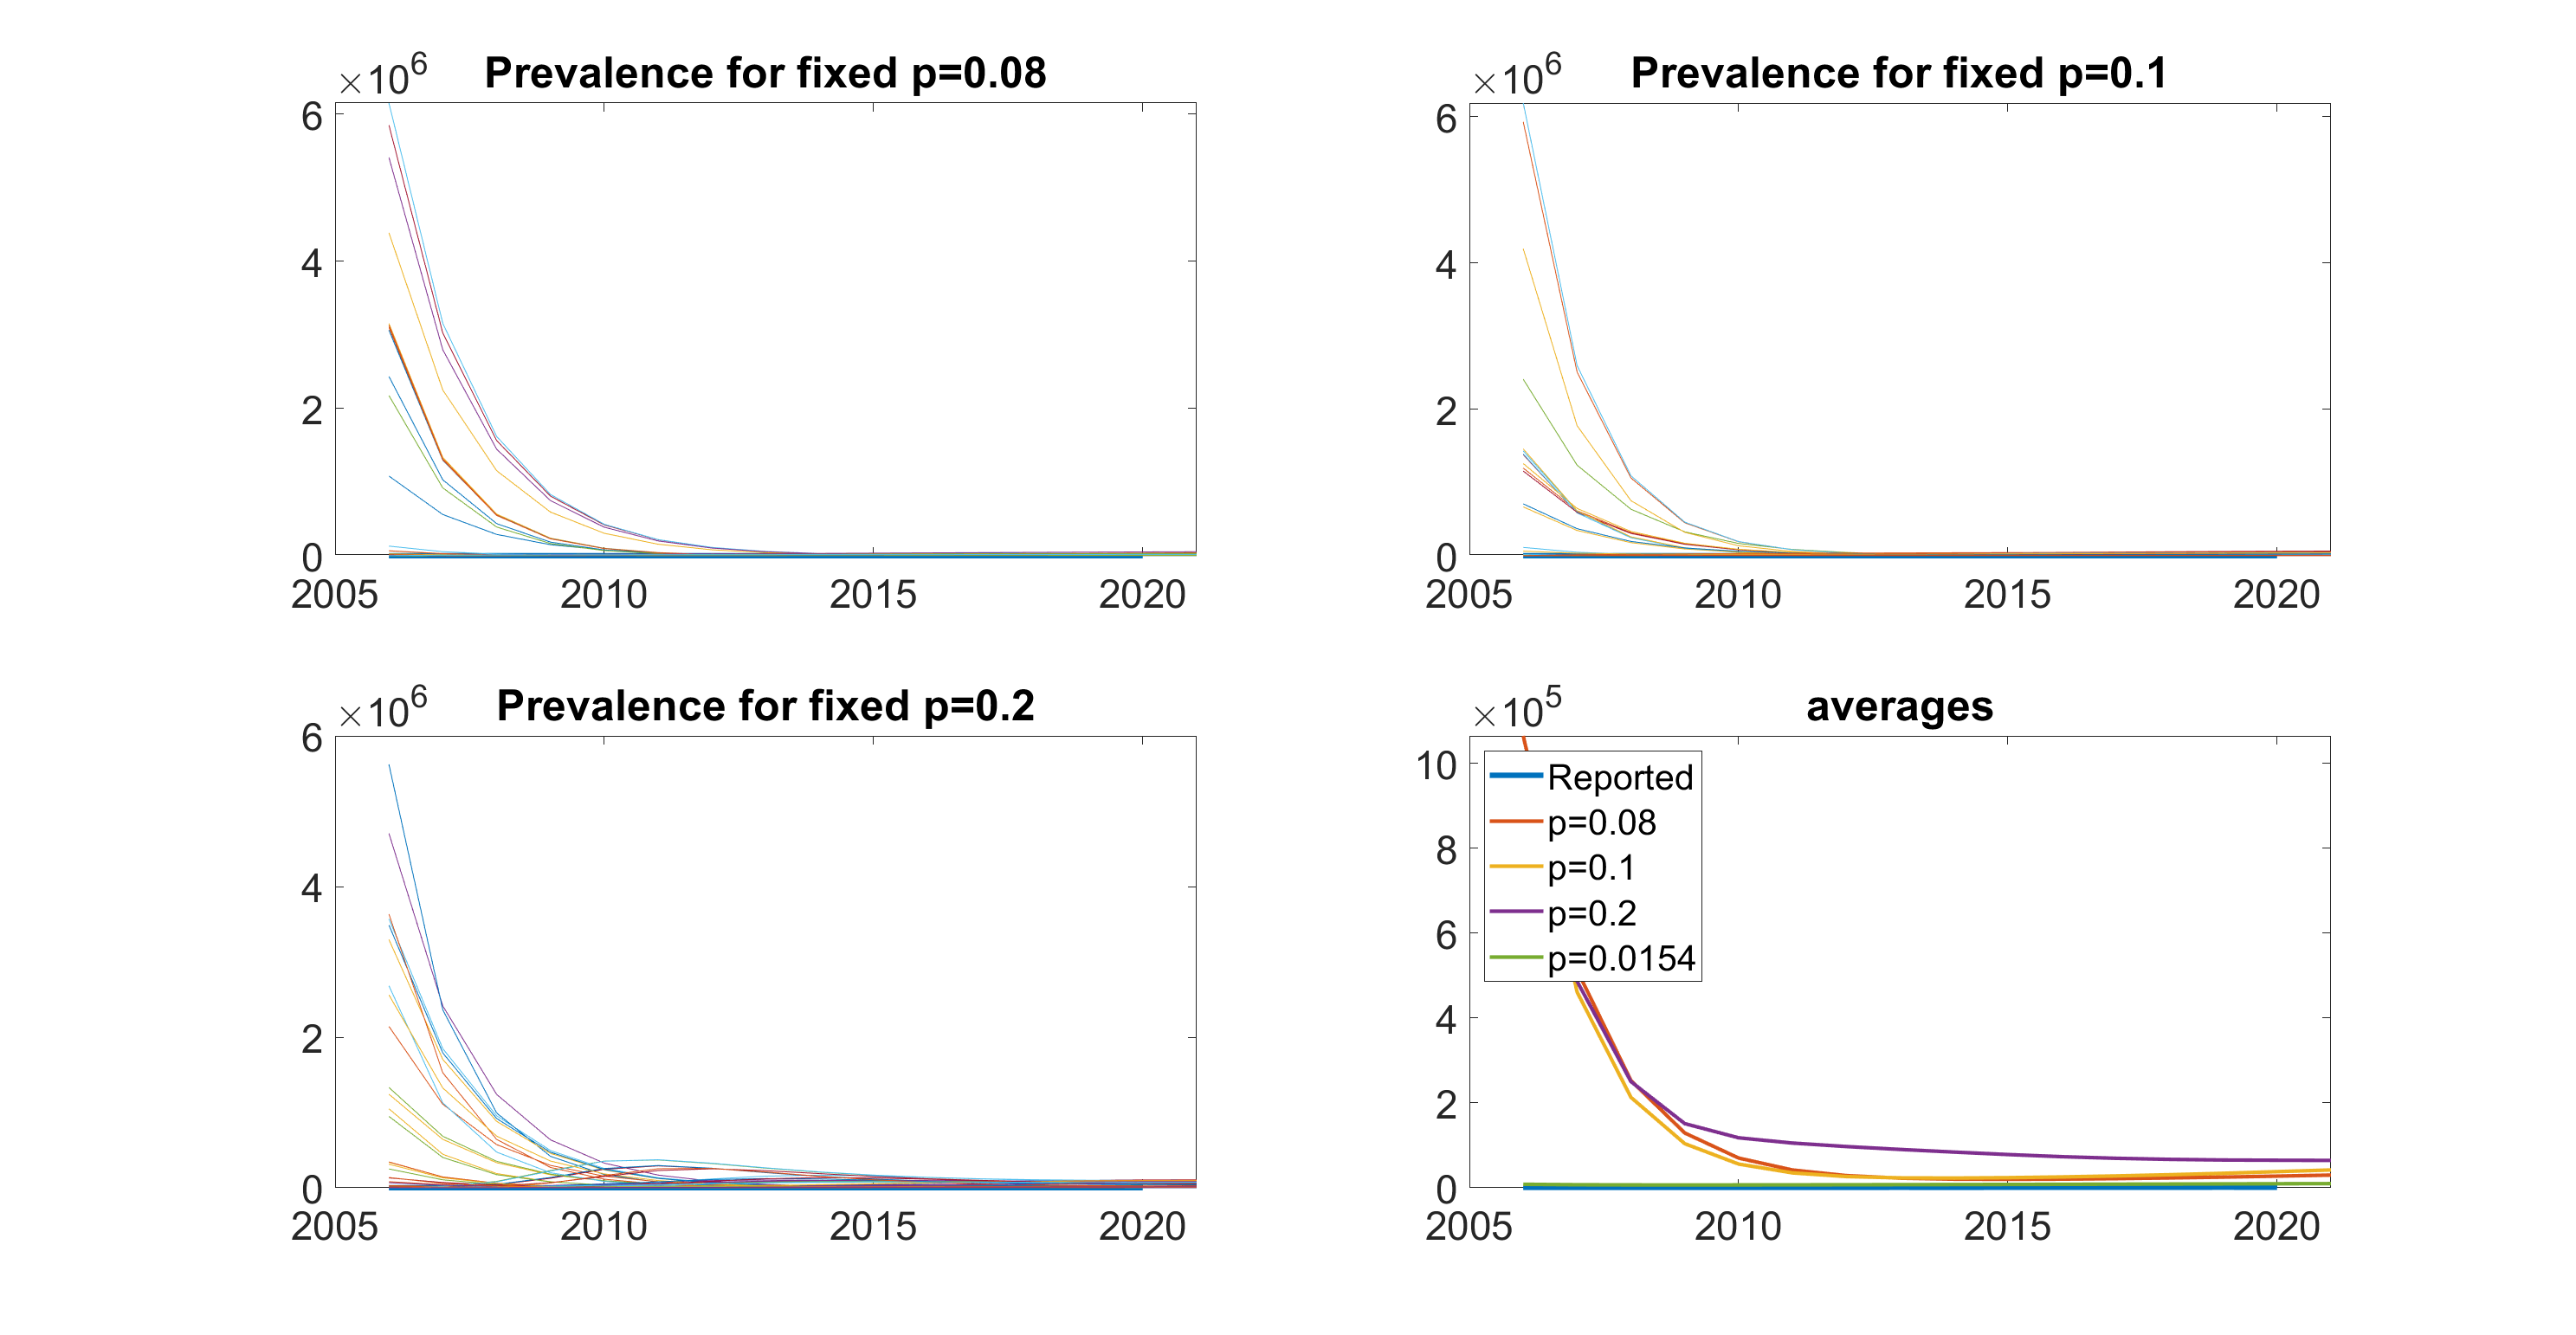 Prevalence for fixed p=0.08
×10⁶
6
4
2
0
2005 2010 2015 2020
Prevalence for fixed p=0.1
×10⁶
6
4
2
0
2005 2010 2015 2020
Prevalence for fixed p=0.2
×10⁶
6
4
2
0
2005 2010 2015 2020
averages
×10⁵
10
8
6
4
2
0
2005 2010 2015 2020
Reported
p=0.08
p=0.1
p=0.2
p=0.0154